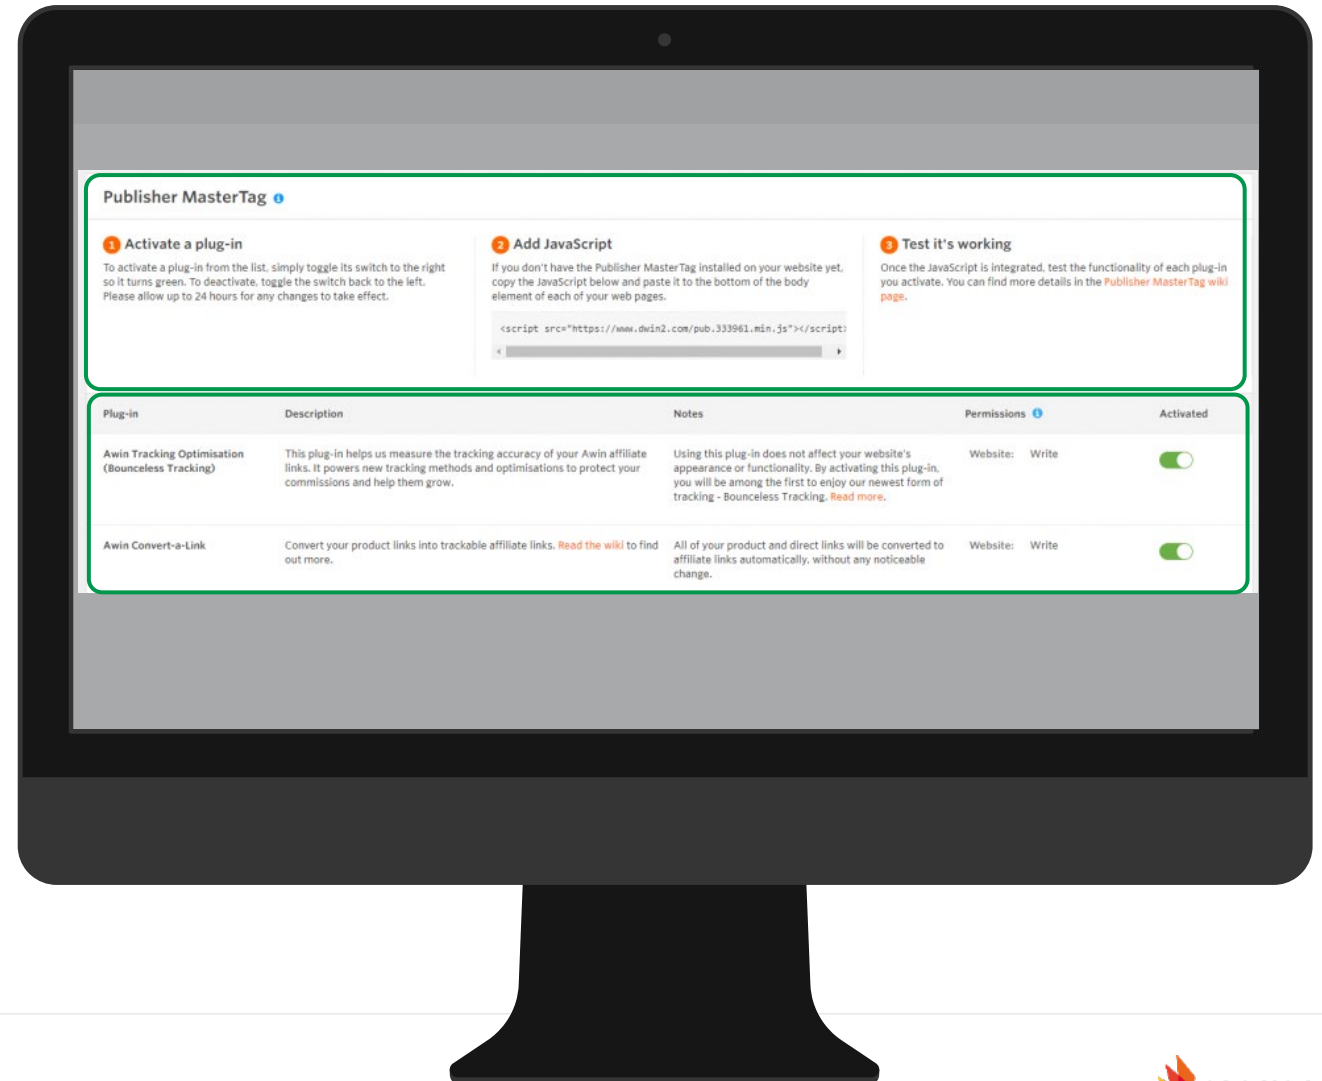 Publisher MasterTag
1 Activate a plug-in
To activate a plug-in from the list, simply toggle its switch to the right
so it turns green. To deactivate, toggle the switch back to the left.
Please allow up to 24 hours for any changes to take effect.
2 Add JavaScript
If you don't have the Publisher MasterTag installed on your website yet,
copy the JavaScript below and paste it to the bottom of the body
element of each of your web pages.
<script src="https://www.dwin2.com/pub.333961.min.js"></script>
3 Test it's working
Once the JavaScript is integrated, test the functionality of each plug-in
you activate. You can find more details in the Publisher MasterTag wiki
page.
Plug-in Description Notes Permissions Activated
Awin Tracking Optimisation
(Bounceless Tracking)
This plug-in helps us measure the tracking accuracy of your Awin affiliate
links. It powers new tracking methods and optimisations to protect your
commissions and help them grow.
Using this plug-in does not affect your website's
appearance or functionality. By activating this plug-in,
you will be among the first to enjoy our newest form of
tracking - Bounceless Tracking. Read more.
Website: Write
Awin Convert-a-Link
Convert your product links into trackable affiliate links. Read the wiki to find
out more.
All of your product and direct links will be converted to
affiliate links automatically, without any noticeable
change.
Website: Write